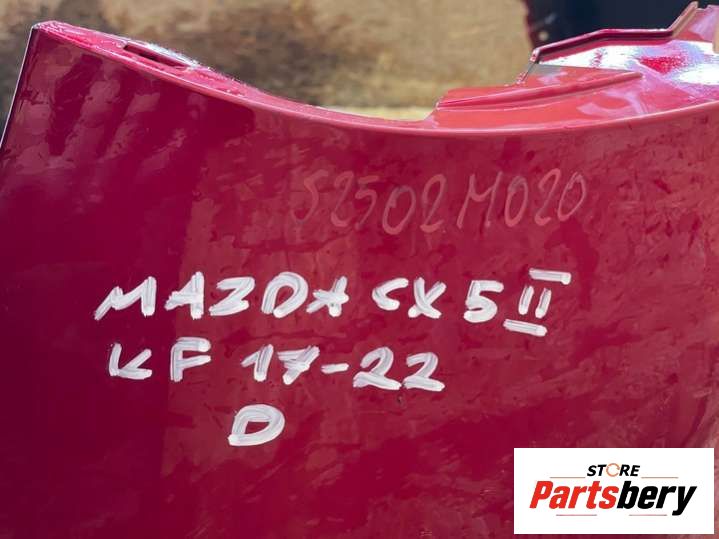 52502M020
MAZDA CX5 II
KF 17-22
D
STORE
Partsbery